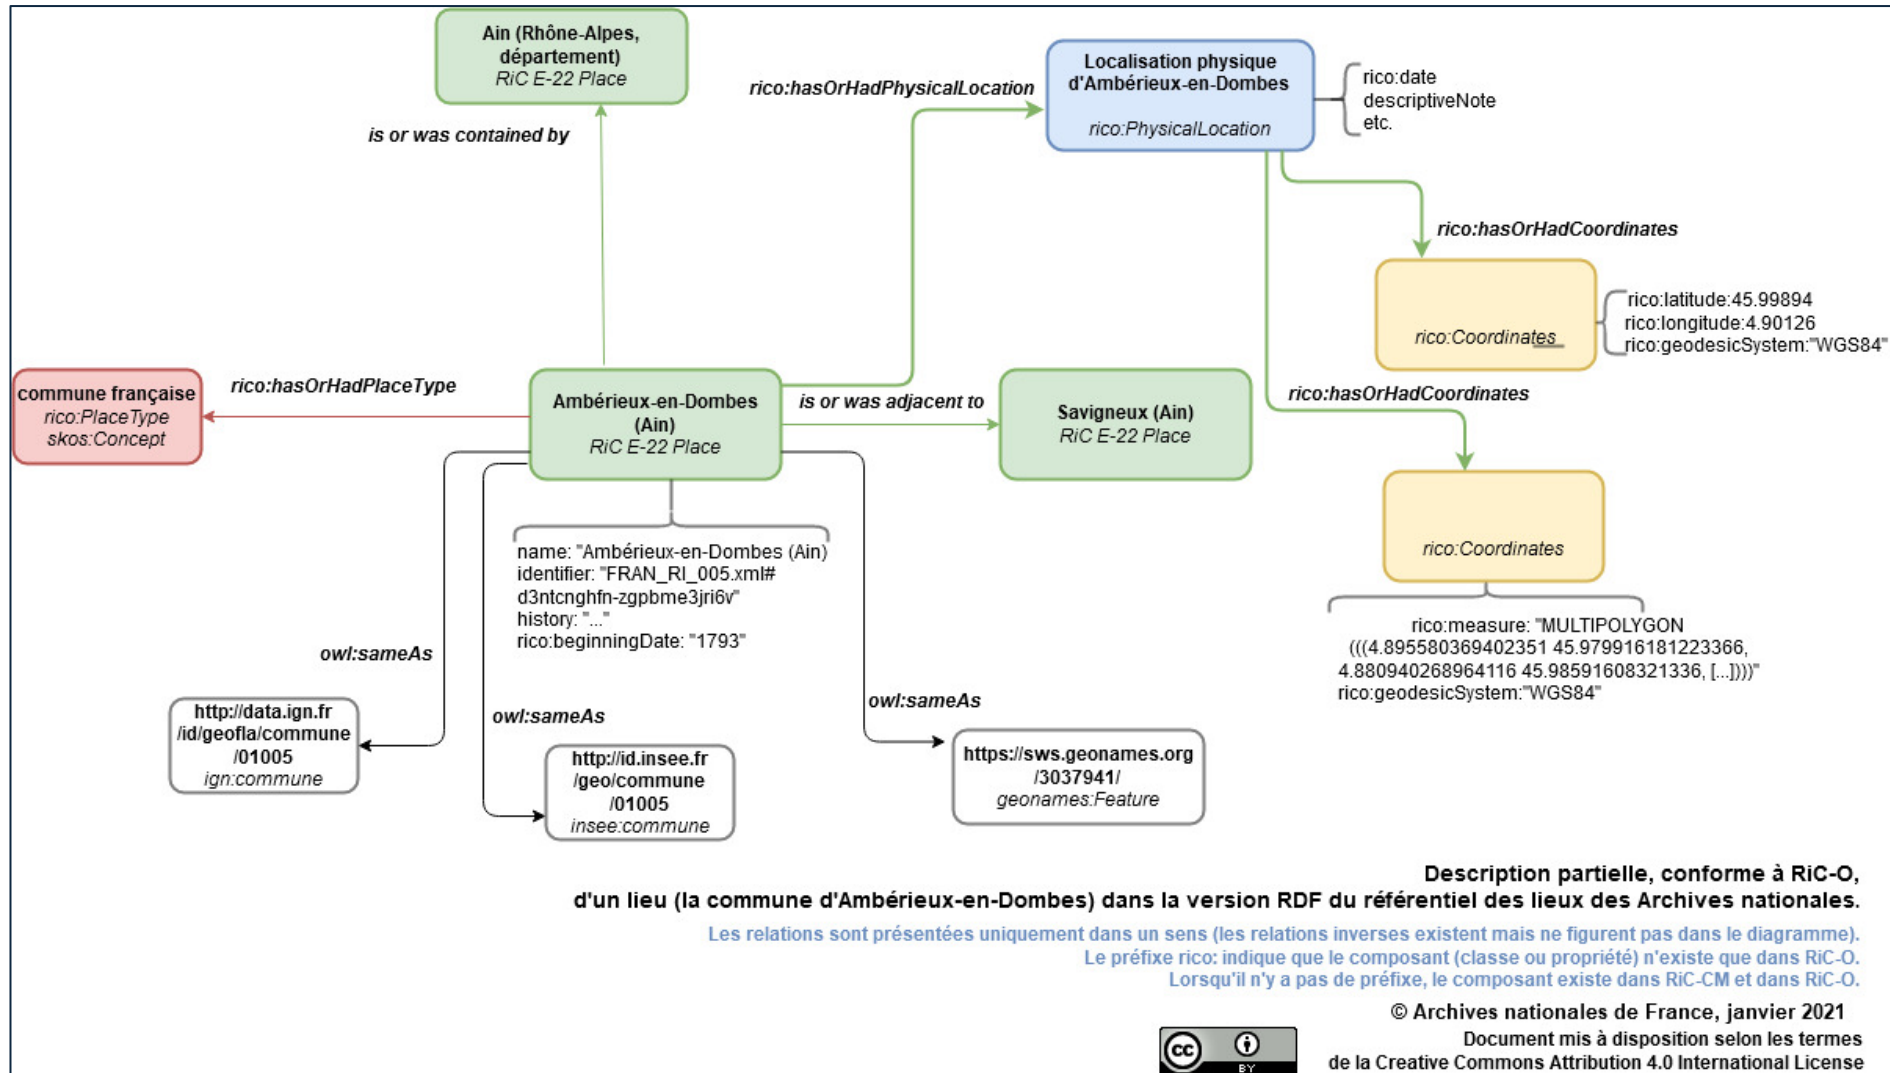 Ain (Rhône-Alpes,
département)
RiC E-22 Place
is or was contained by
rico:hasOrHadPhysicalLocation
Localisation physique
d'Ambérieux-en-Dombes
rico:PhysicalLocation
rico:date
descriptiveNote
etc.
rico:hasOrHadCoordinates
rico:Coordinates
rico:latitude:45.99894
rico:longitude:4.90126
rico:geodesicSystem:"WGS84"
commune française
rico:PlaceType
skos:Concept
rico:hasOrHadPlaceType
Ambérieux-en-Dombes
(Ain)
RiC E-22 Place
is or was adjacent to
Savigneux (Ain)
RiC E-22 Place
rico:hasOrHadCoordinates
rico:Coordinates
rico:measure: "MULTIPOLYGON
(((4.895580369402351 45.979916181223366,
4.880940268964116 45.98591608321336, [...])))"
rico:geodesicSystem:"WGS84"
name: "Ambérieux-en-Dombes (Ain)
identifier: "FRAN_RI_005.xml#
d3ntcnghfn-zgpbme3jri6v"
history: "..."
rico:beginningDate: "1793"
owl:sameAs
http://data.ign.fr
/id/geofla/commune
/01005
ign:commune
owl:sameAs
http://id.insee.fr
/geo/commune
/01005
insee:commune
owl:sameAs
https://sws.geonames.org
/3037941/
geonames:Feature
Description partielle, conforme à RiC-O,
d'un lieu (la commune d'Ambérieux-en-Dombes) dans la version RDF du référentiel des lieux des Archives nationales.
Les relations sont présentées uniquement dans un sens (les relations inverses existent mais ne figurent pas dans le diagramme).
Le préfixe rico: indique que le composant (classe ou propriété) n'existe que dans RiC-O.
Lorsqu'il n'y a pas de préfixe, le composant existe dans RiC-CM et dans RiC-O.
© Archives nationales de France, janvier 2021
Document mis à disposition selon les termes
de la Creative Commons Attribution 4.0 International License
cc
BY